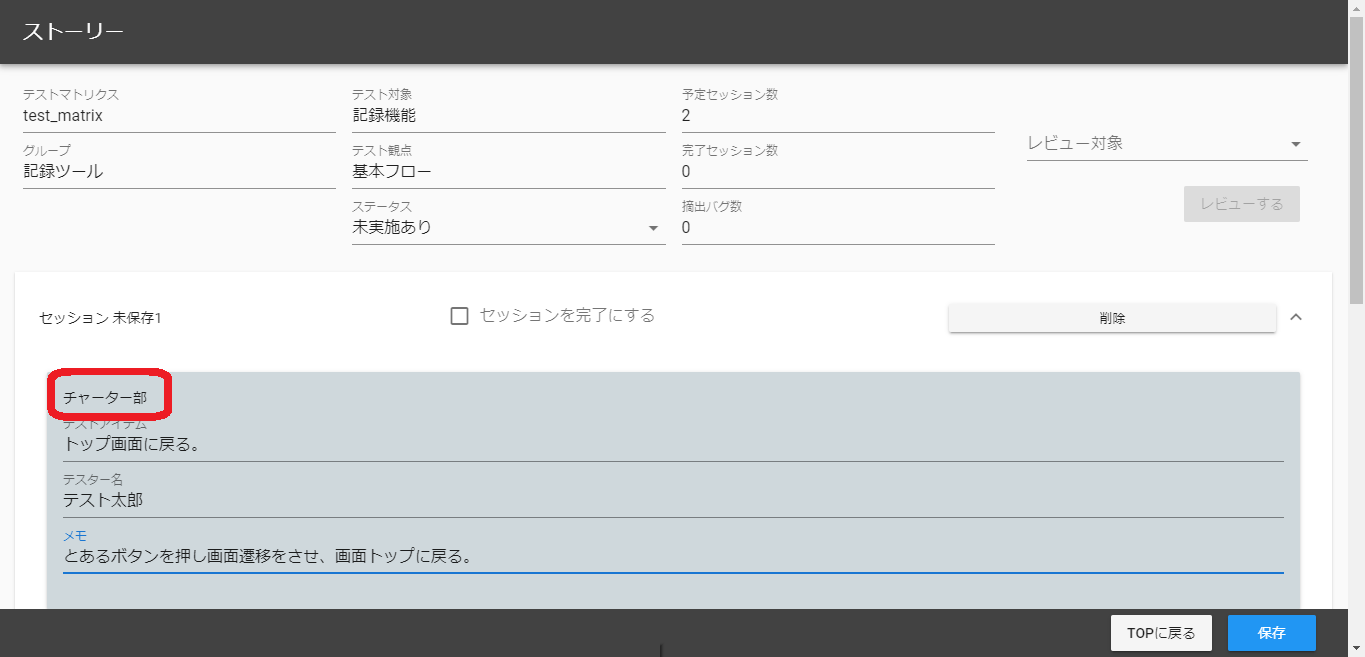 ストーリー
テストマトリクス
test_matrix
テスト対象
記録機能
予定セッション数
2
レビュー対象
グループ
記録ツール
テスト観点
基本フロー
完了セッション数
0
ステータス
未実施あり
摘出バグ数
0
レビューする
セッション 未保存1
セッションを完了にする
削除
チャーター部
テストアイテム
トップ画面に戻る。
テスター名
テスト太郎
メモ
とあるボタンを押し画面遷移をさせ、画面トップに戻る。
TOPに戻る
保存